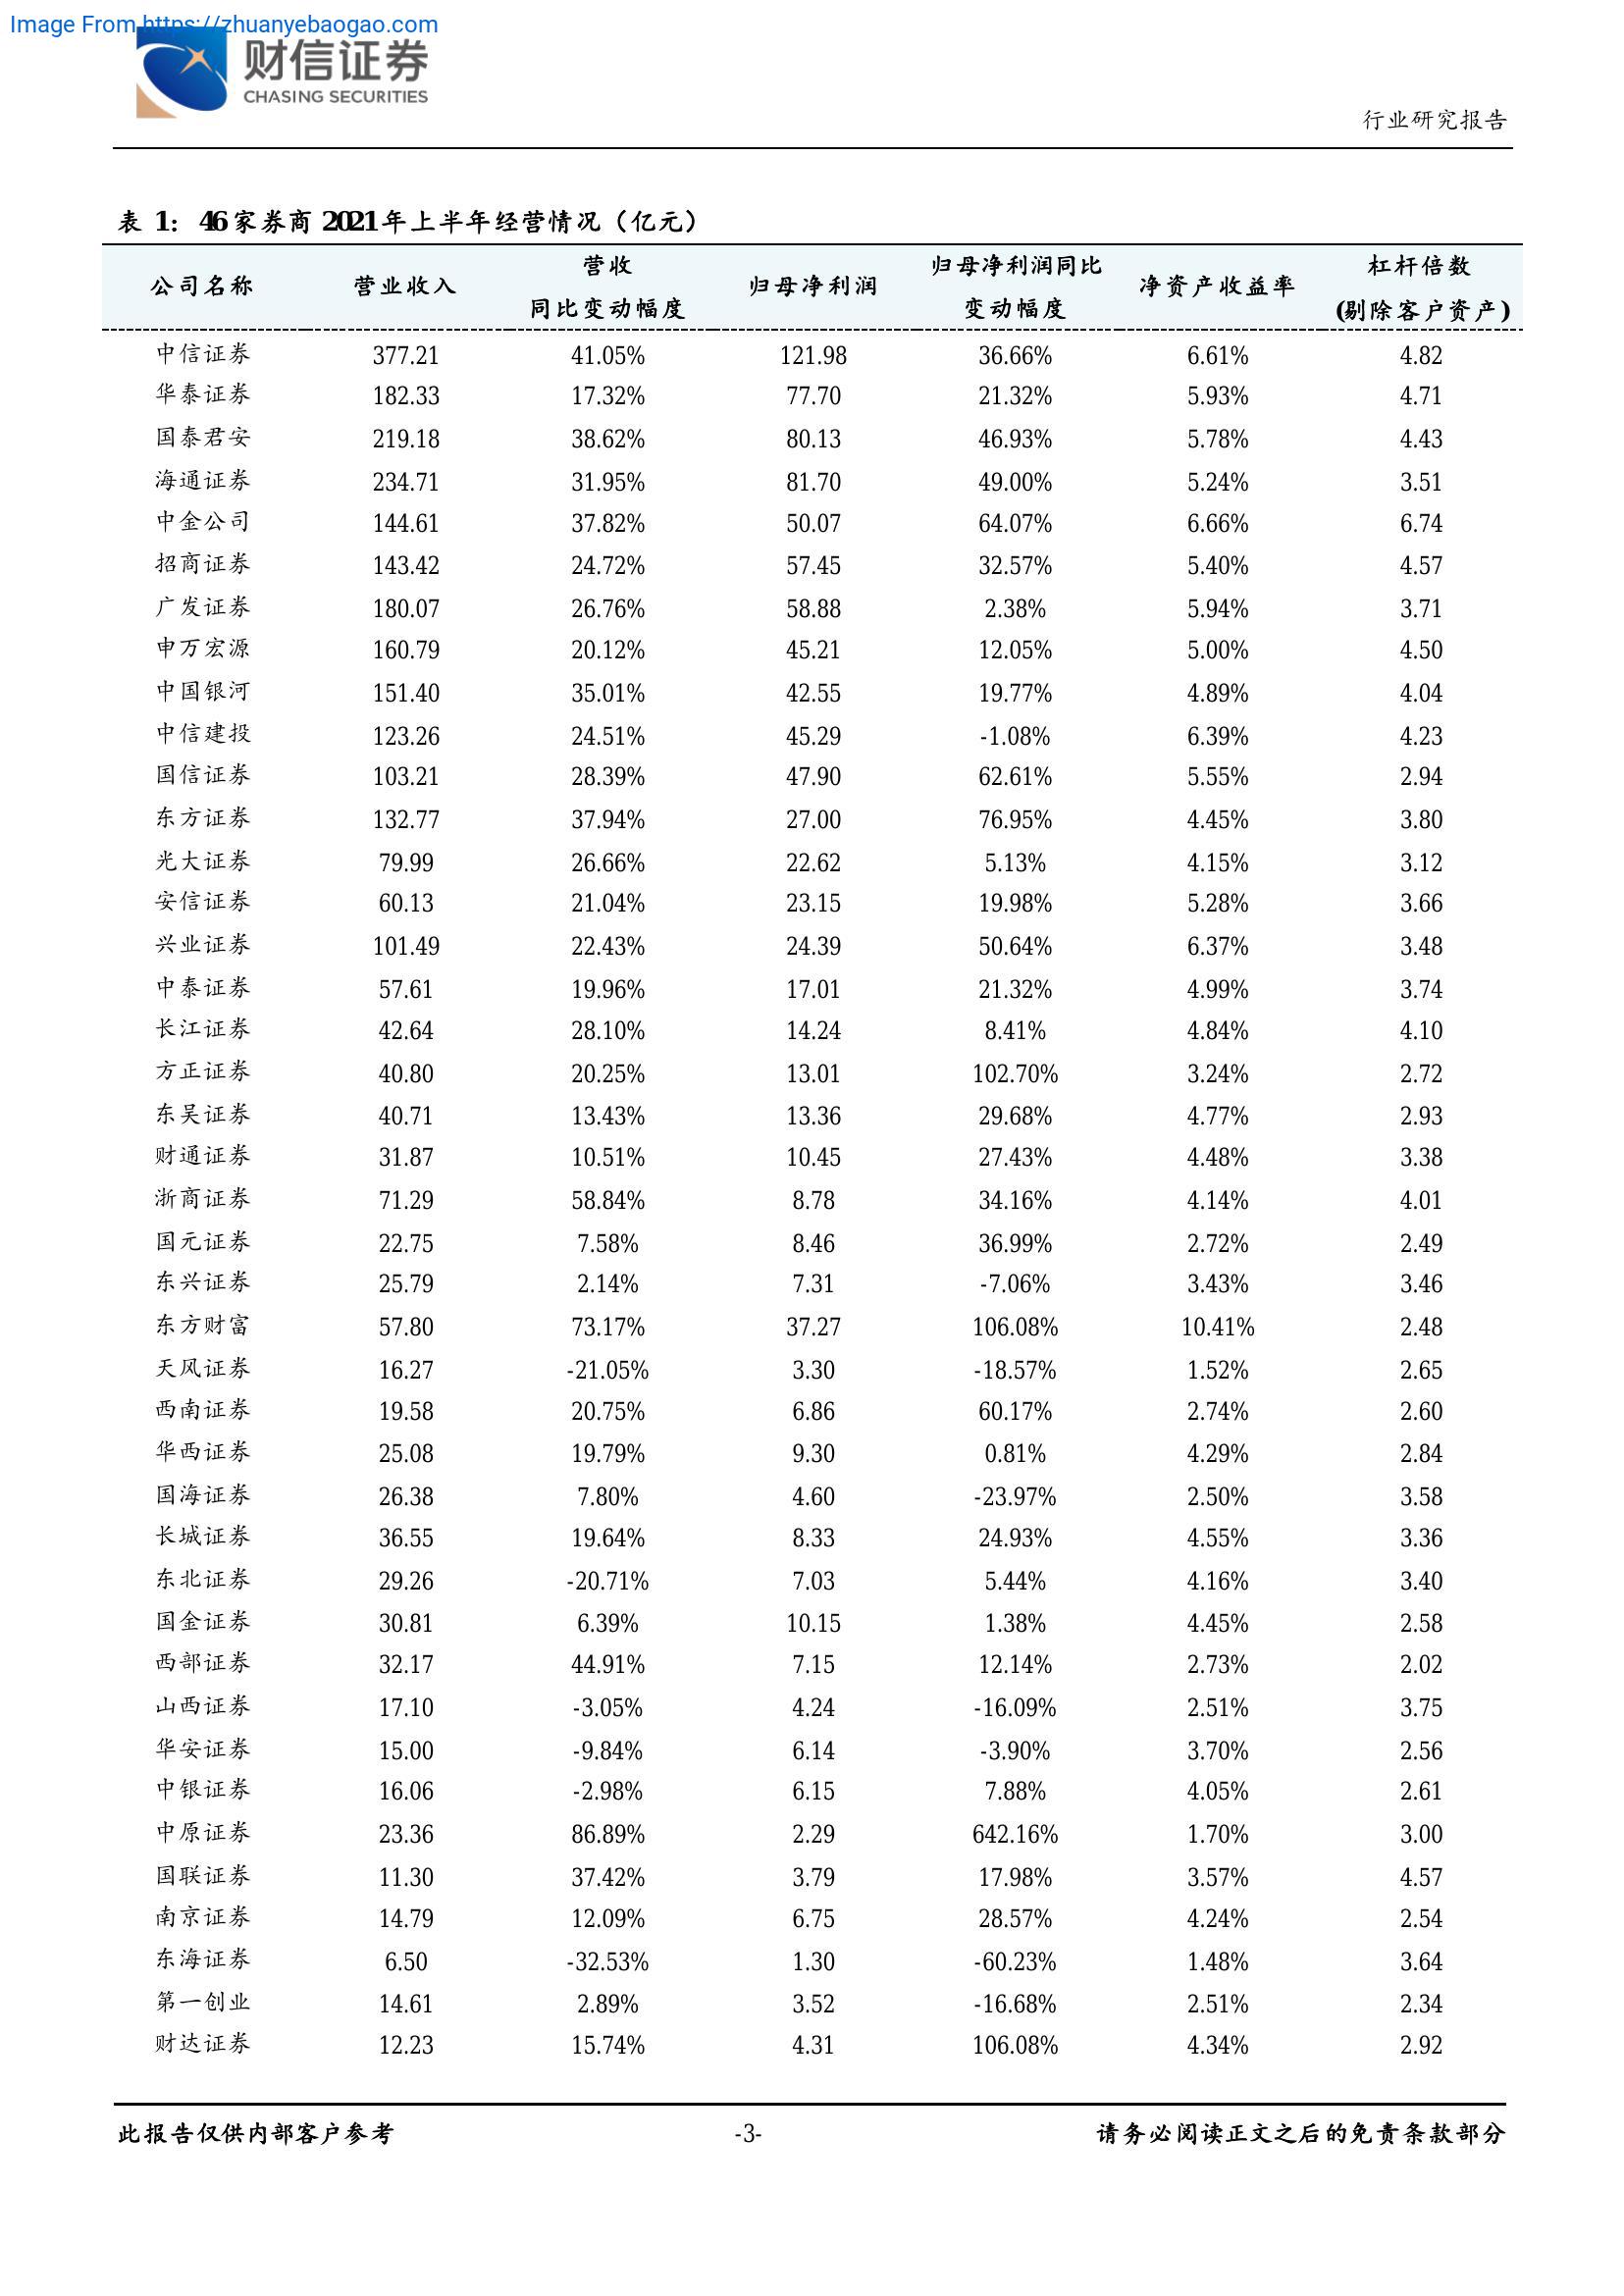 Image From https://zhuanyebaogao.com
财信证券
CHASING SECURITIES
行业研究报告
表 1: 46 家券商 2021 年上半年经营情况（亿元）
公司名称 营业收入 营收同比变动幅度 归母净利润 归母净利润同比变动幅度 净资产收益率 杠杆倍数(剔除客户资产)
中信证券 377.21 41.05% 121.98 36.66% 6.61% 4.82
华泰证券 182.33 17.32% 77.70 21.32% 5.93% 4.71
国泰君安 219.18 38.62% 80.13 46.93% 5.78% 4.43
海通证券 234.71 31.95% 81.70 49.00% 5.24% 3.51
中金公司 144.61 37.82% 50.07 64.07% 6.66% 6.74
招商证券 143.42 24.72% 57.45 32.57% 5.40% 4.57
广发证券 180.07 26.76% 58.88 2.38% 5.94% 3.71
申万宏源 160.79 20.12% 45.21 12.05% 5.00% 4.50
中国银河 151.40 35.01% 42.55 19.77% 4.89% 4.04
中信建投 123.26 24.51% 45.29 -1.08% 6.39% 4.23
国信证券 103.21 28.39% 47.90 62.61% 5.55% 2.94
东方证券 132.77 37.94% 27.00 76.95% 4.45% 3.80
光大证券 79.99 26.66% 22.62 5.13% 4.15% 3.12
安信证券 60.13 21.04% 23.15 19.98% 5.28% 3.66
兴业证券 101.49 22.43% 24.39 50.64% 6.37% 3.48
中泰证券 57.61 19.96% 17.01 21.32% 4.99% 3.74
长江证券 42.64 28.10% 14.24 8.41% 4.84% 4.10
方正证券 40.80 20.25% 13.01 102.70% 3.24% 2.72
东吴证券 40.71 13.43% 13.36 29.68% 4.77% 2.93
财通证券 31.87 10.51% 10.45 27.43% 4.48% 3.38
浙商证券 71.29 58.84% 8.78 34.16% 4.14% 4.01
国元证券 22.75 7.58% 8.46 36.99% 2.72% 2.49
东兴证券 25.79 2.14% 7.31 -7.06% 3.43% 3.46
东方财富 57.80 73.17% 37.27 106.08% 10.41% 2.48
天风证券 16.27 -21.05% 3.30 -18.57% 1.52% 2.65
西南证券 19.58 20.75% 6.86 60.17% 2.74% 2.60
华西证券 25.08 19.79% 9.30 0.81% 4.29% 2.84
国海证券 26.38 7.80% 4.60 -23.97% 2.50% 3.58
长城证券 36.55 19.64% 8.33 24.93% 4.55% 3.36
东北证券 29.26 -20.71% 7.03 5.44% 4.16% 3.40
国金证券 30.81 6.39% 10.15 1.38% 4.45% 2.58
西部证券 32.17 44.91% 7.15 12.14% 2.73% 2.02
山西证券 17.10 -3.05% 4.24 -16.09% 2.51% 3.75
华安证券 15.00 -9.84% 6.14 -3.90% 3.70% 2.56
中银证券 16.06 -2.98% 6.15 7.88% 4.05% 2.61
中原证券 23.36 86.89% 2.29 642.16% 1.70% 3.00
国联证券 11.30 37.42% 3.79 17.98% 3.57% 4.57
南京证券 14.79 12.09% 6.75 28.57% 4.24% 2.54
东海证券 6.50 -32.53% 1.30 -60.23% 1.48% 3.64
第一创业 14.61 2.89% 3.52 -16.68% 2.51% 2.34
财达证券 12.23 15.74% 4.31 106.08% 4.34% 2.92
此报告仅供内部客户参考 -3- 请务必阅读正文之后的免责条款部分